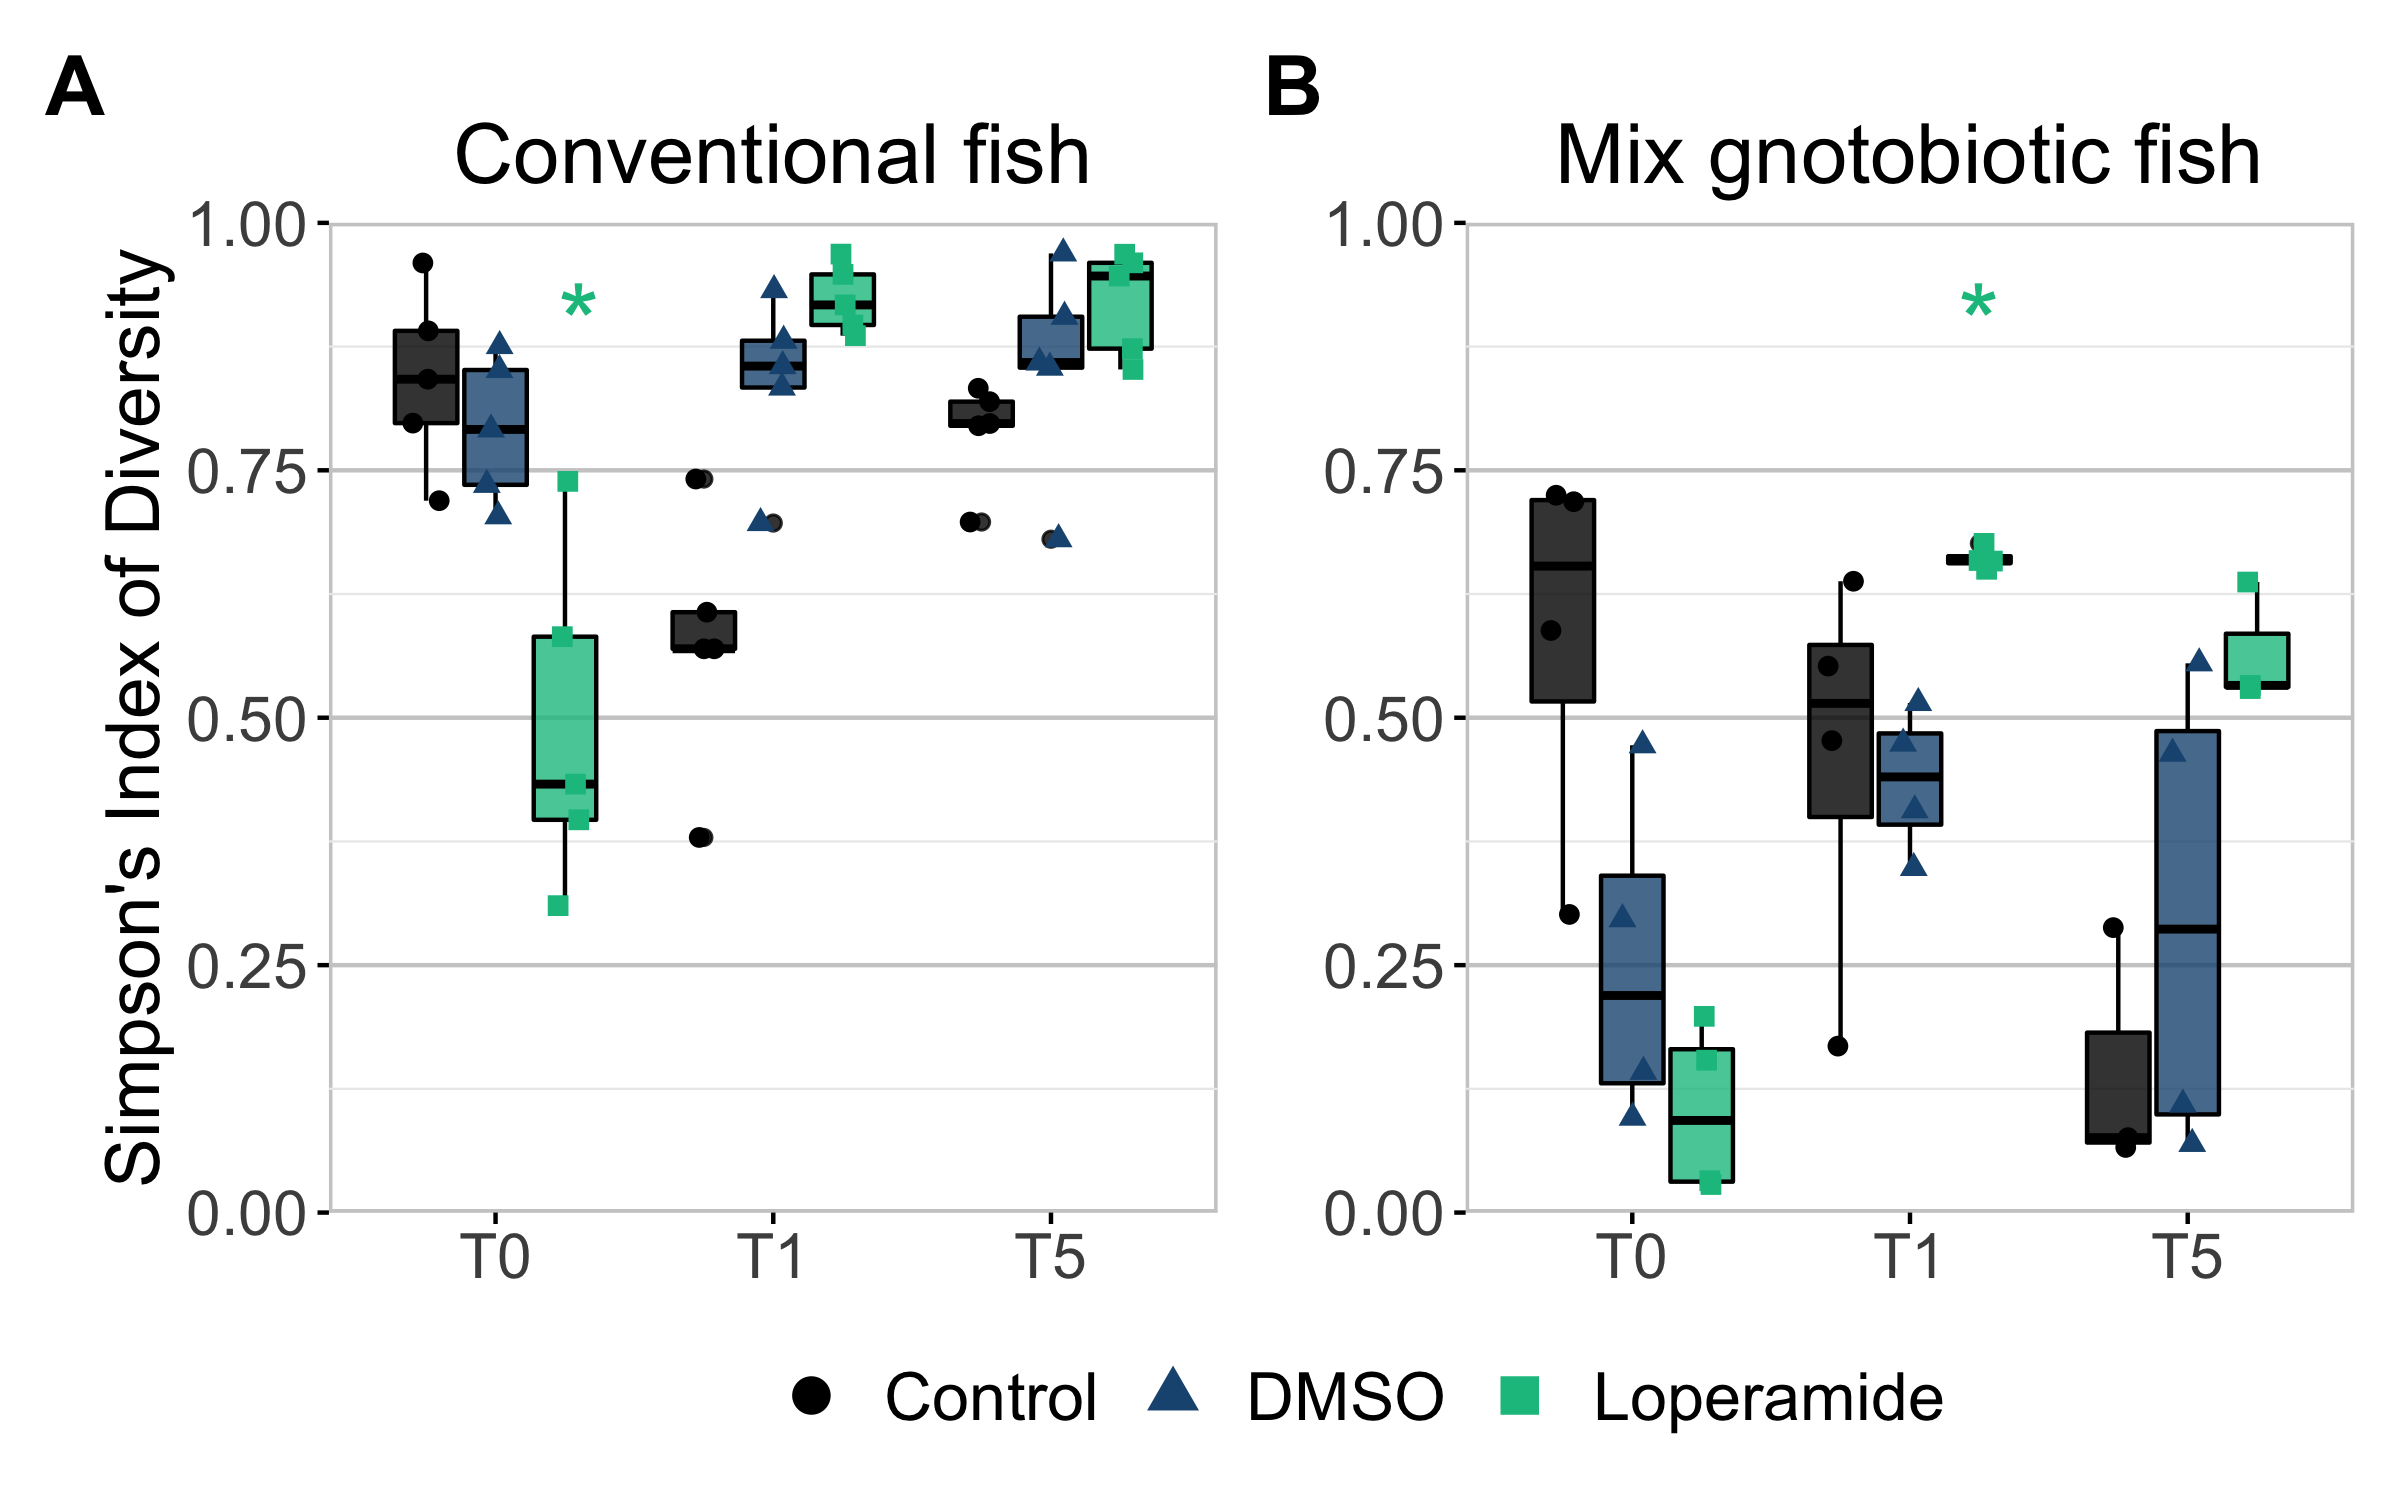 A
B
Conventional fish
Mix gnotobiotic fish
Simpson's Index of Diversity
1.00
0.75
0.50
0.25
0.00
*
T0
T1
T5
1.00
0.75
0.50
0.25
0.00
*
T0
T1
T5
Control
DMSO
Loperamide